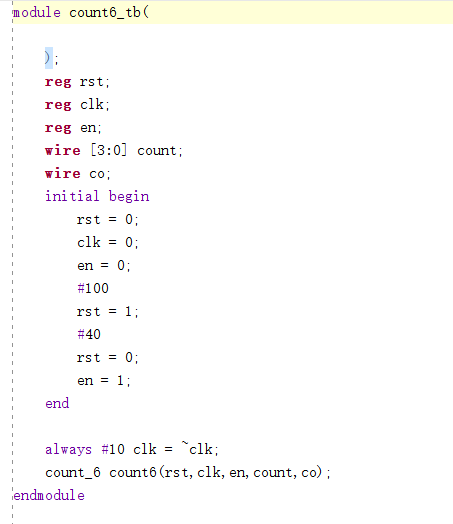 module count6_tb(
);
reg rst;
reg clk;
reg en;
wire [3:0] count;
wire co;
initial begin
rst = 0;
clk = 0;
en = 0;
#100
rst = 1;
#40
rst = 0;
en = 1;
end
always #10 clk = ~clk;
count_6 count6(rst,clk,en,count,co);
endmodule